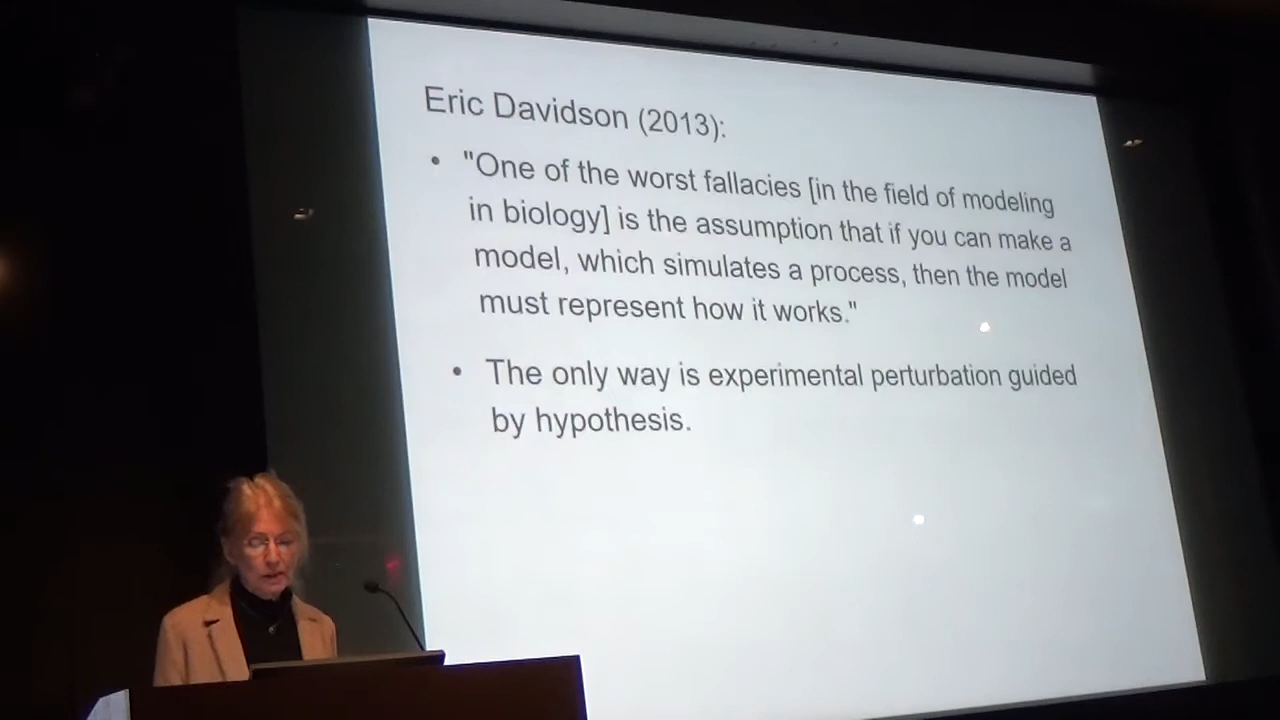 Eric Davidson (2013):
• "One of the worst fallacies [in the field of modeling
in biology] is the assumption that if you can make a
model, which simulates a process, then the model
must represent how it works."
• The only way is experimental perturbation guided
by hypothesis.